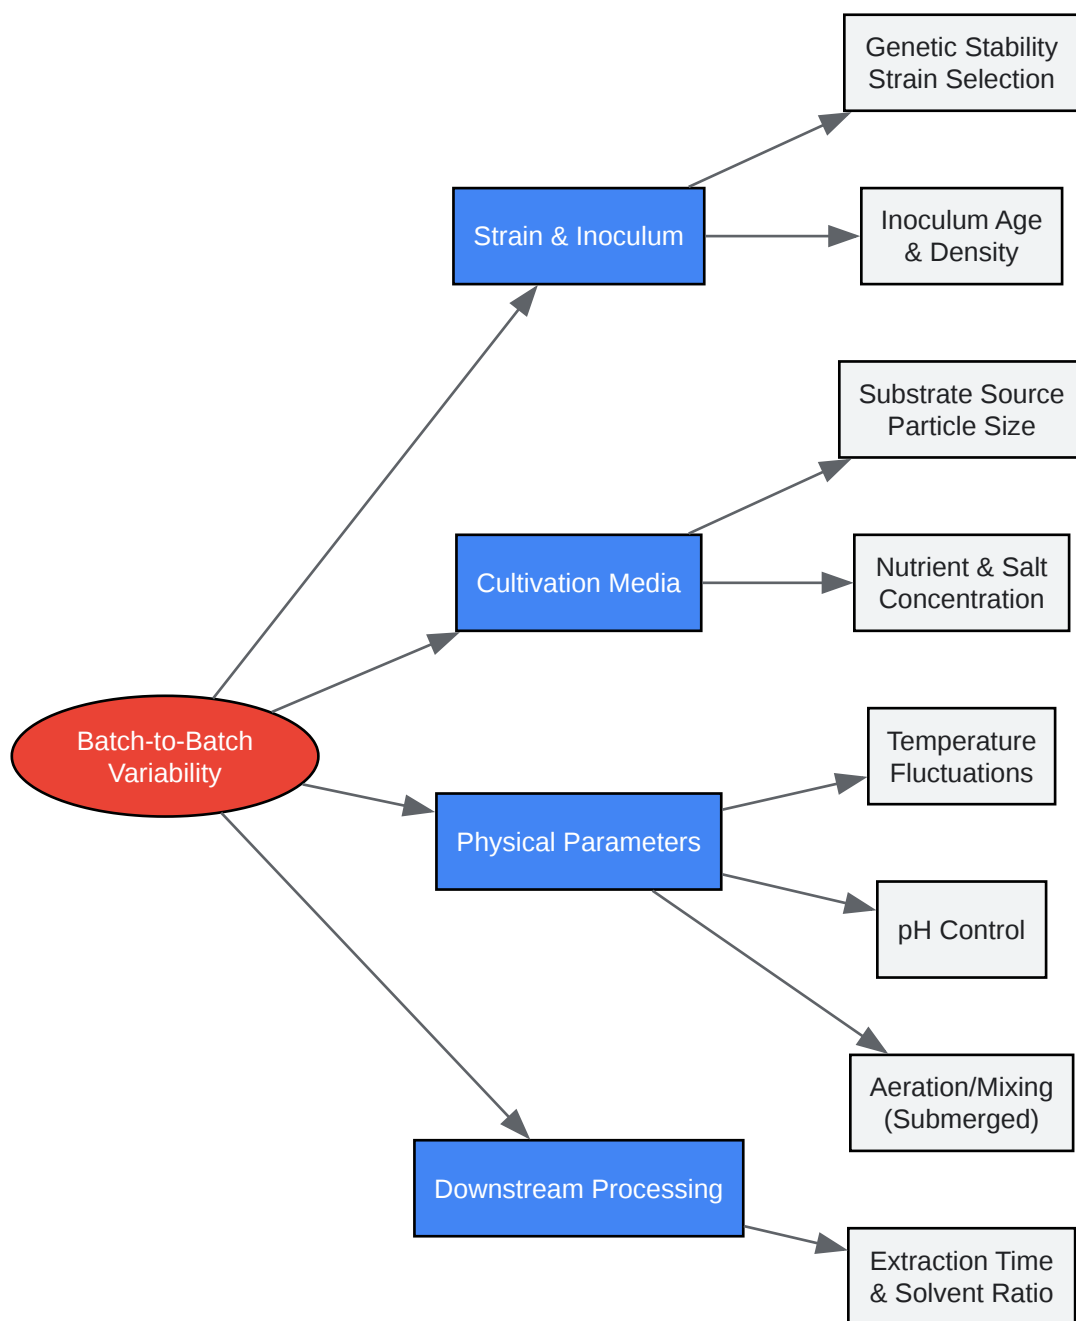 Genetic Stability
Strain Selection
Strain & Inoculum
Inoculum Age
& Density
Substrate Source
Particle Size
Cultivation Media
Nutrient & Salt
Concentration
Batch-to-Batch
Variability
Temperature
Fluctuations
Physical Parameters
pH Control
Aeration/Mixing
(Submerged)
Downstream Processing
Extraction Time
& Solvent Ratio